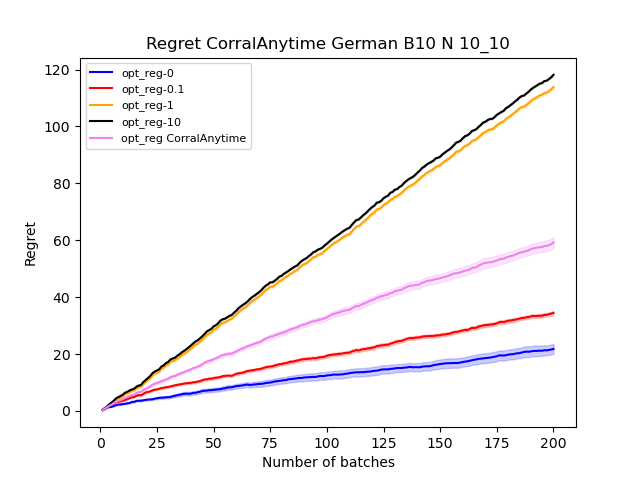 Regret CorralAnytime German B10 N 10_10
opt_reg-0
opt_reg-0.1
opt_reg-1
opt_reg-10
opt_reg CorralAnytime
Regret
120
100
80
60
40
20
0
0 25 50 75 100 125 150 175 200
Number of batches